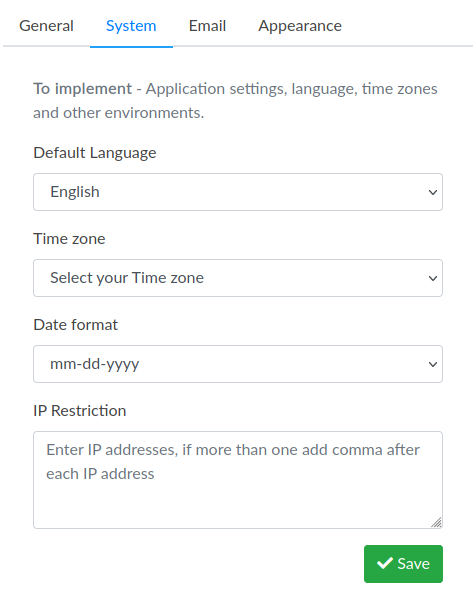 General System Email Appearance
To implement - Application settings, language, time zones
and other environments.
Default Language
English
Time zone
Select your Time zone
Date format
mm-dd-yyyy
IP Restriction
Enter IP addresses, if more than one add comma after
each IP address
Save